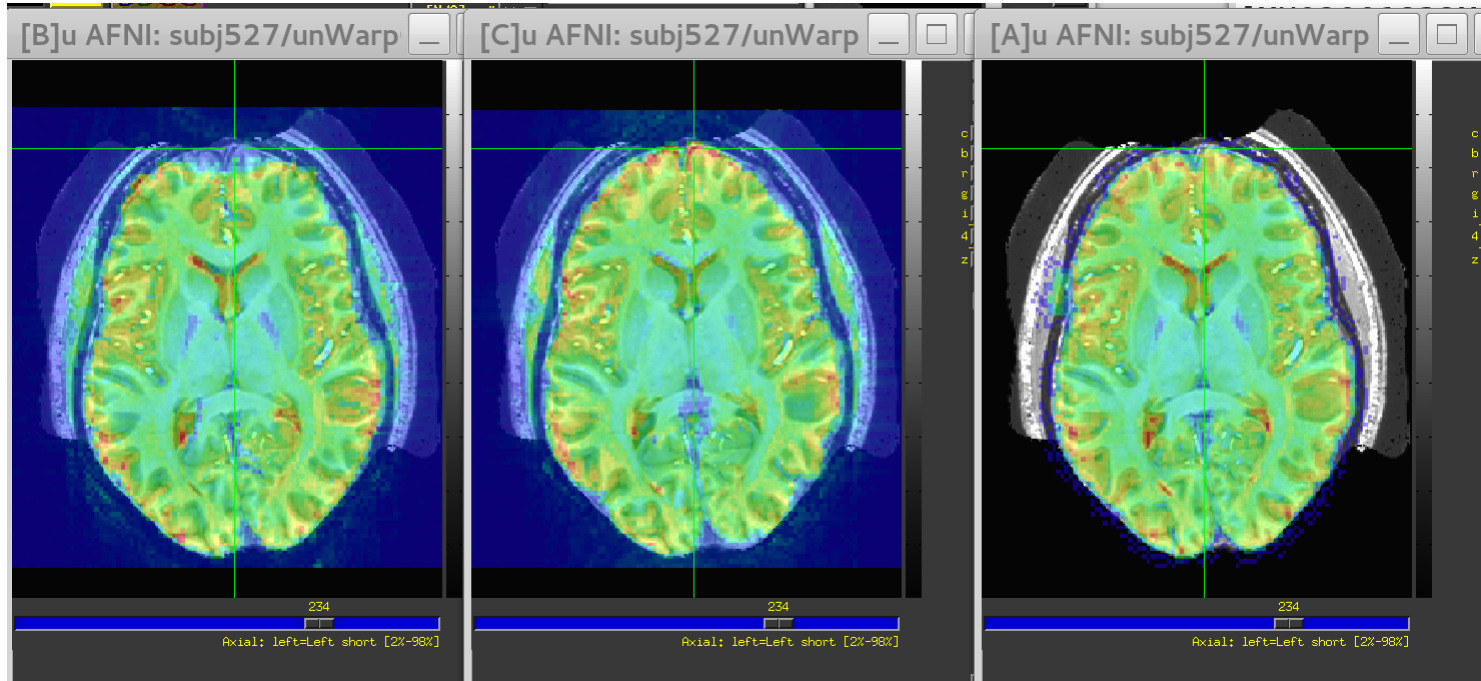 [B]u AFNI: subj527/unWarp
[C]u AFNI: subj527/unWarp
[A]u AFNI: subj527/unWarp
c
b
r
g
i
4
z
c
b
r
g
i
4
z
234
Axial: left=Left short [2%-98%]
234
Axial: left=Left short [2%-98%]
234
Axial: left=Left short [2%-98%]